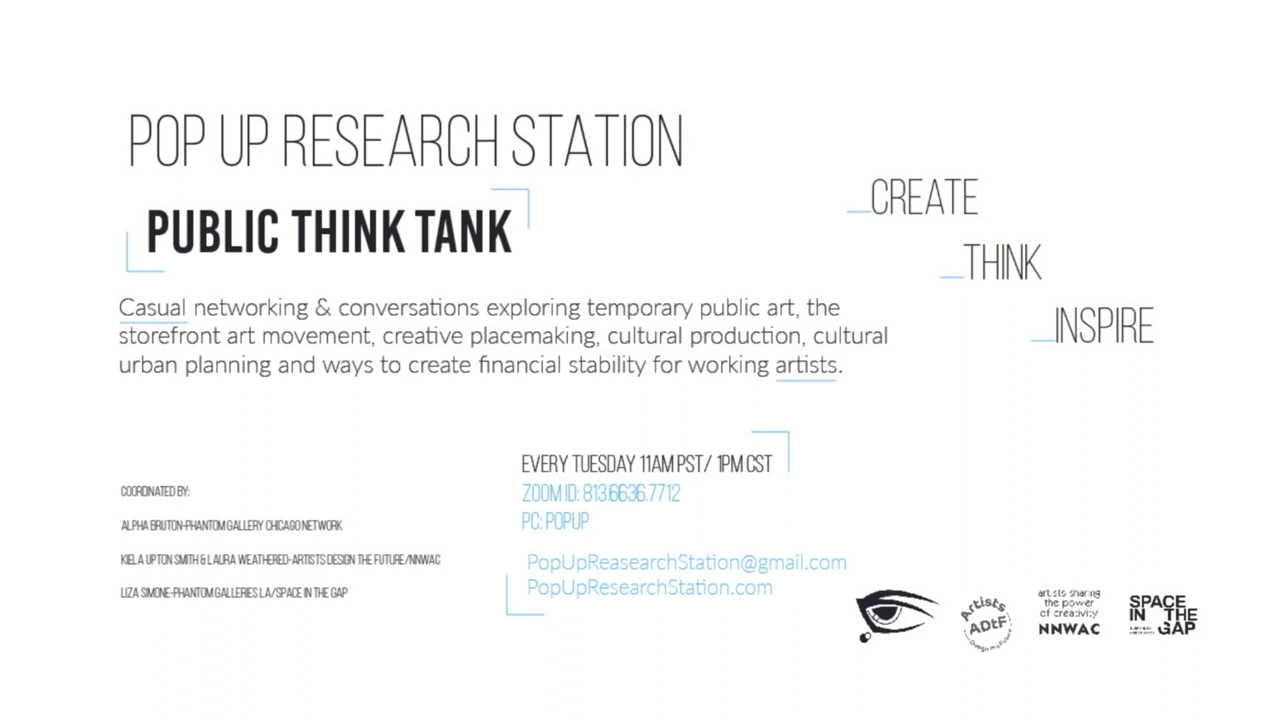 POP UP RESEARCH STATION
PUBLIC THINK TANK
CREATE
THINK
INSPIRE
Casual networking & conversations exploring temporary public art, the
storefront art movement, creative placemaking, cultural production, cultural
urban planning and ways to create financial stability for working artists.
EVERY TUESDAY 11AM PST/ 1PM CST
ZOOM ID: 813.6636.7712
PC: POPUP
PopUpReasearchStation@gmail.com
PopUpResearchStation.com
COORDINATED BY:
ALPHA BRUTON-PHANTOM GALLERY CHICAGO NETWORK
KIELA UPTON SMITH & LAURA WEATHERED-ARTISTS DESIGN THE FUTURE/NNWAC
LIZA SIMONE-PHANTOM GALLERIES LA/SPACE IN THE GAP
Artists
ADtF
artists sharing
the power
of creativity
NNWAC
SPACE
IN THE
GAP